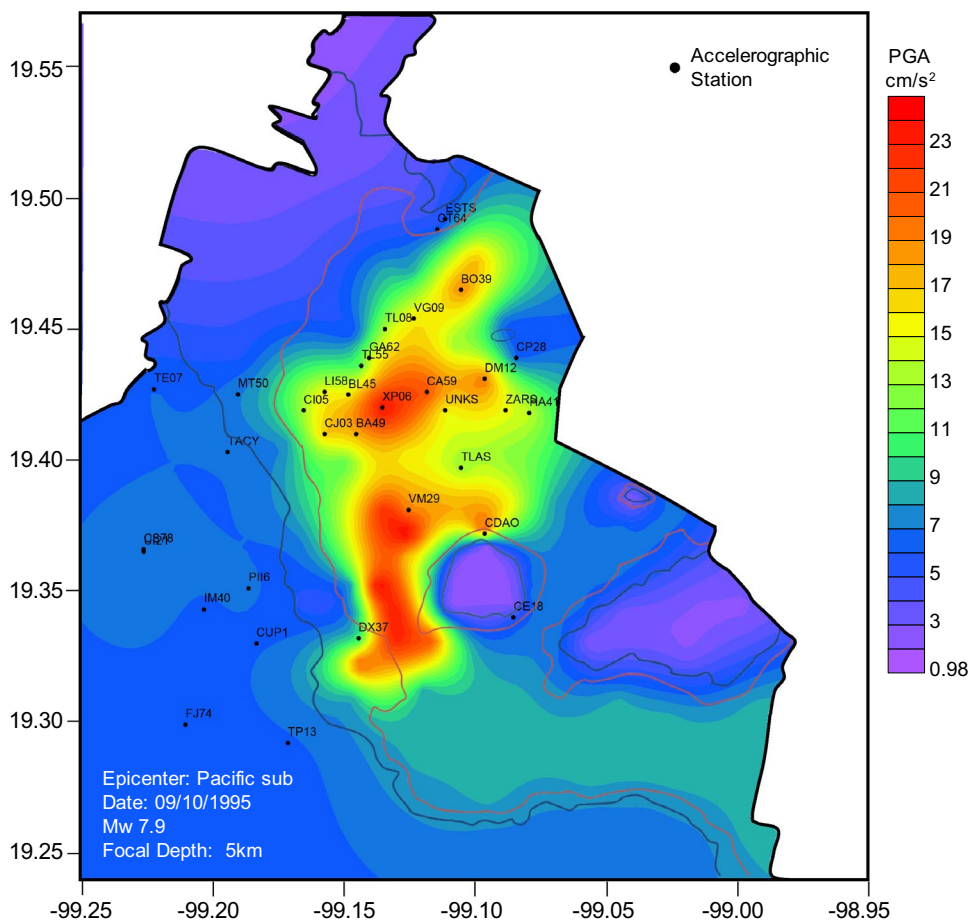 Accelerographic
Station
PGA
cm/s²
23
21
19
17
15
13
11
9
7
5
3
0.98
19.55
19.50
19.45
19.40
19.35
19.30
19.25
ESTS
GT64
BO39
VG09
TL08
GA62
TL55
CP28
DM12
TE07
MT50
LI58
BL45
CA59
XP06
CI05
UNKS
ZARS
HA41
CJ03
BA49
TACY
TLAS
VM29
CDAO
CB78
PII6
IM40
CE18
DX37
CUP1
FJ74
TP13
Epicenter: Pacific sub
Date: 09/10/1995
Mw 7.9
Focal Depth: 5km
-99.25
-99.20
-99.15
-99.10
-99.05
-99.00
-98.95